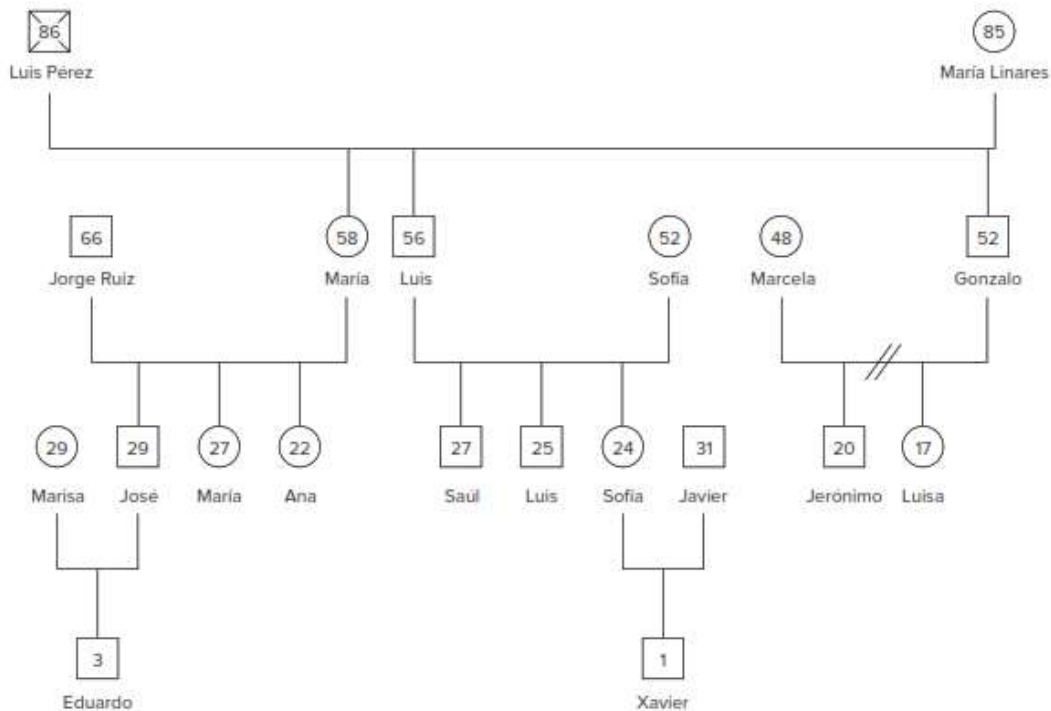 86 85
Luis Pérez María Linares
66 58 56 52 48 52
Jorge Ruiz María Luis Sofía Marcela Gonzalo
29 29 27 22 27 25 24 31 20 17
Marisa José María Ana Saúl Luis Sofía Javier Jerónimo Luisa
3 1
Eduardo Xavier